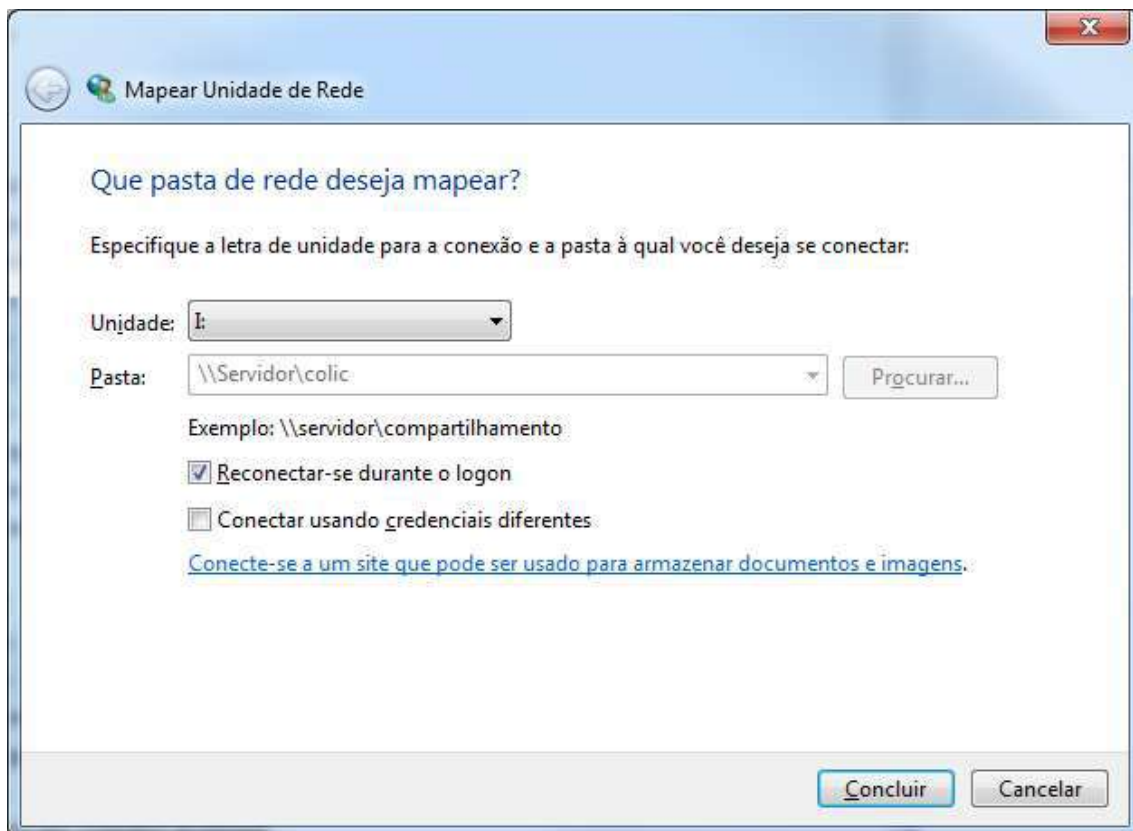 Mapear Unidade de Rede
Que pasta de rede deseja mapear?
Especifique a letra de unidade para a conexão e a pasta à qual você deseja se conectar:
Unidade: I:
Pasta: \\Servidor\colic Procurar...
Exemplo: \\servidor\compartilhamento
Reconectar-se durante o logon
Conectar usando credenciais diferentes
Conecte-se a um site que pode ser usado para armazenar documentos e imagens.
Concluir Cancelar